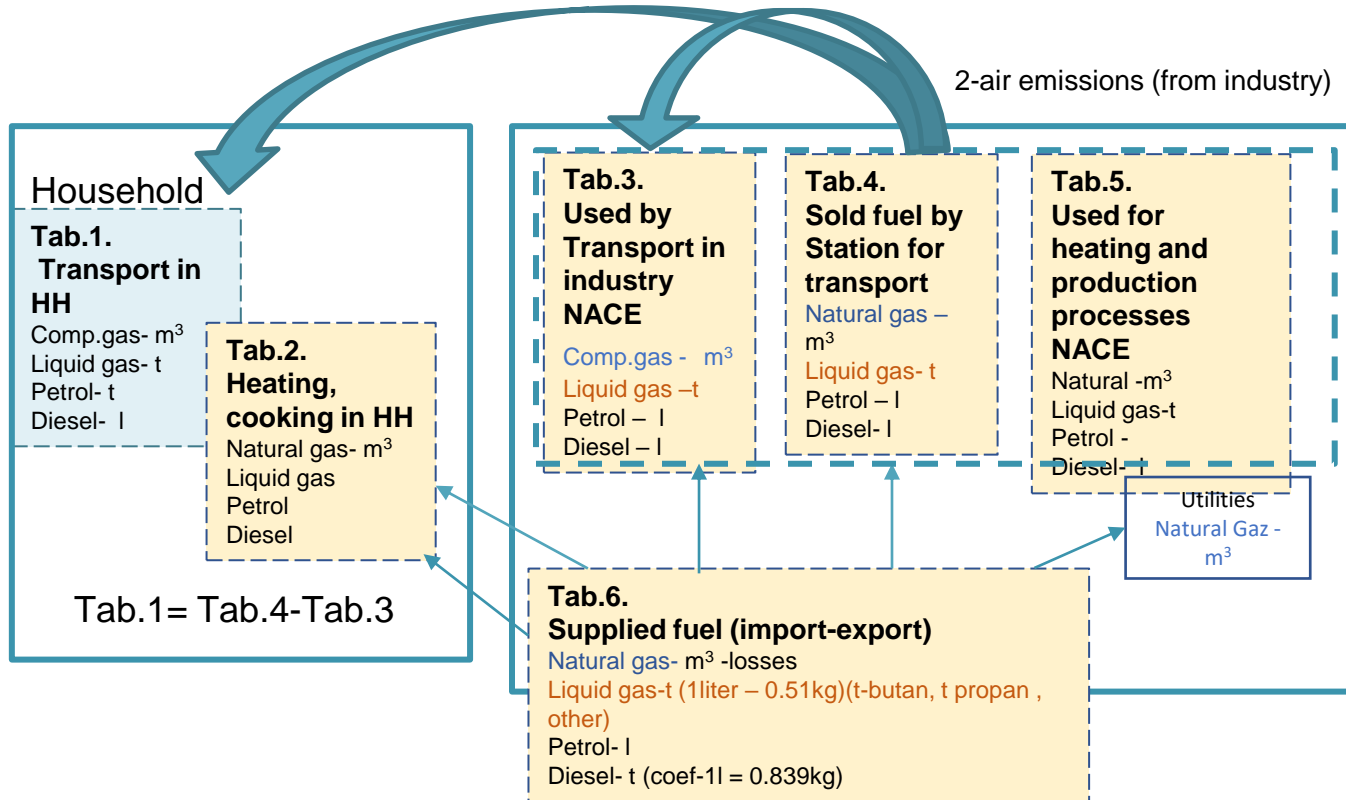 2-air emissions (from industry)
Household
Tab.1.
Transport in
HH
Comp.gas- m³
Liquid gas- t
Petrol- t
Diesel- l
Tab.2.
Heating,
cooking in HH
Natural gas- m³
Liquid gas
Petrol
Diesel
Tab.1= Tab.4-Tab.3
Tab.3.
Used by
Transport in
industry
NACE
Comp.gas - m³
Liquid gas –t
Petrol – l
Diesel – l
Tab.4.
Sold fuel by
Station for
transport
Natural gas –
m³
Liquid gas- t
Petrol – l
Diesel- l
Tab.5.
Used for
heating and
production
processes
NACE
Natural -m³
Liquid gas-t
Petrol -
Diesel- l
Utilities
Natural Gaz -
m³
Tab.6.
Supplied fuel (import-export)
Natural gas- m³ -losses
Liquid gas-t (1liter – 0.51kg)(t-butan, t propan ,
other)
Petrol- l
Diesel- t (coef-1l = 0.839kg)